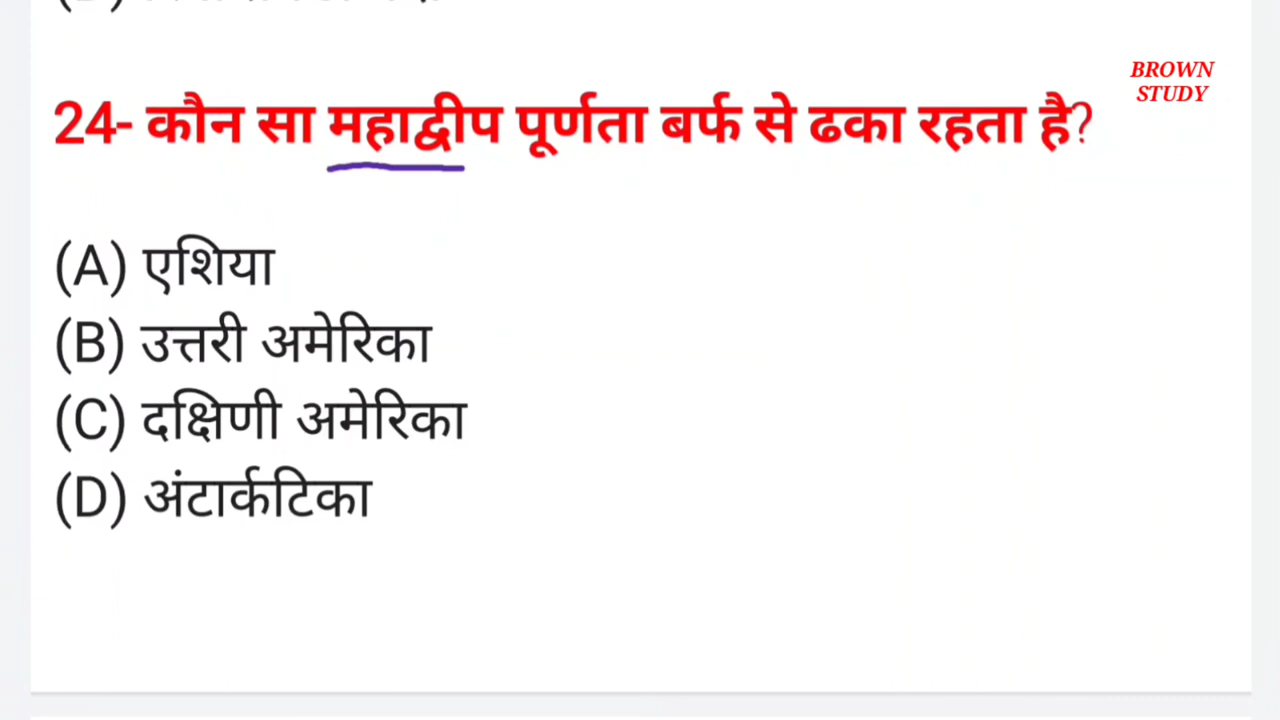 24- कौन सा महाद्वीप पूर्णता बर्फ से ढका रहता है?
BROWN
STUDY
(A) एशिया
(B) उत्तरी अमेरिका
(C) दक्षिणी अमेरिका
(D) अंटार्कटिका